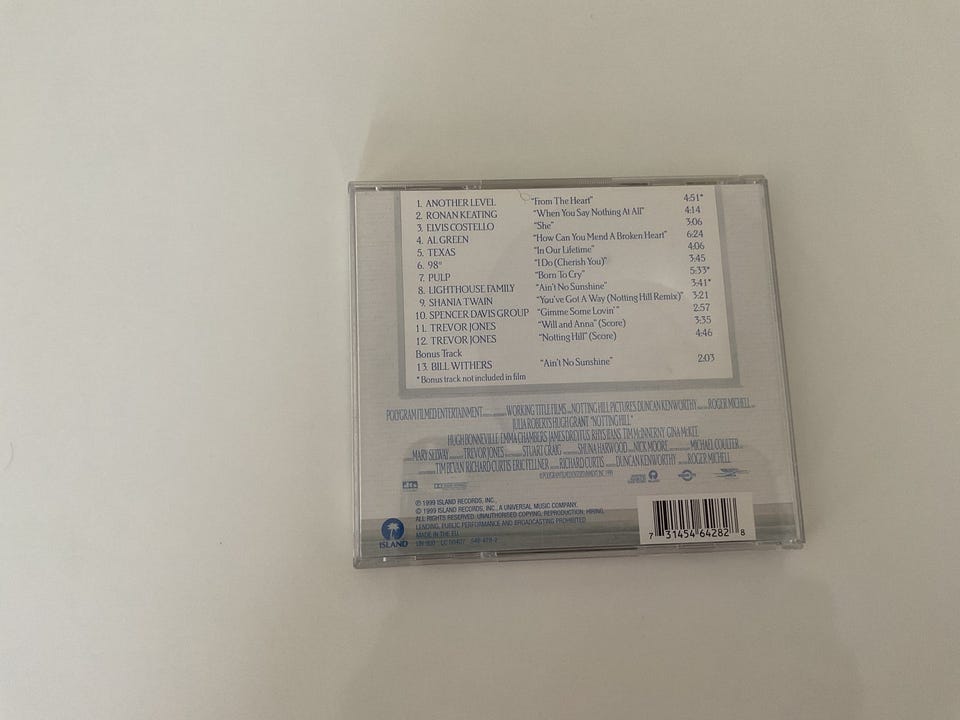 1. ANOTHER LEVEL "From The Heart" 4:51*
2. RONAN KEATING "When You Say Nothing At All" 4:14
3. ELVIS COSTELLO "She" 3:06
4. AL GREEN "How Can You Mend A Broken Heart" 6:24
5. TEXAS "In Our Lifetime" 4:06
6. 98° "I Do (Cherish You)" 3:45
7. PULP "Born To Cry" 5:33*
8. LIGHTHOUSE FAMILY "Ain't No Sunshine" 3:41*
9. SHANIA TWAIN "You've Got A Way (Notting Hill Remix)" 3:21
10. SPENCER DAVIS GROUP "Gimme Some Lovin'" 2:57
11. TREVOR JONES "Will and Anna" (Score) 3:35
12. TREVOR JONES "Notting Hill" (Score) 4:46
Bonus Track
13. BILL WITHERS "Ain't No Sunshine" 2:03
* Bonus track not included in film
POLYGRAM FILMED ENTERTAINMENT WORKING TITLE FILMS NOTTING HILL PICTURES DUNCAN KENWORTHY ROGER MICHELL
JULIA ROBERTS HUGH GRANT "NOTTING HILL"
HUGH BONNEVILLE EMMA CHAMBERS JAMES DREYFUS RHYS IFANS TIM McINNERNY GINA McKEE
MARY SELWAY TREVOR JONES STUART CRAIG SHUNA HARWOOD NICK MOORE MICHAEL COULTER
TIM BEVAN RICHARD CURTIS ERIC FELLNER RICHARD CURTIS DUNCAN KENWORTHY ROGER MICHELL
dts
℗ 1999 ISLAND RECORDS, INC.,
© 1999 ISLAND RECORDS, INC., A UNIVERSAL MUSIC COMPANY.
ALL RIGHTS RESERVED. UNAUTHORISED COPYING, REPRODUCTION, HIRING,
LENDING, PUBLIC PERFORMANCE AND BROADCASTING PROHIBITED
MADE IN THE EU
ISLAND
7 31454 64282 8